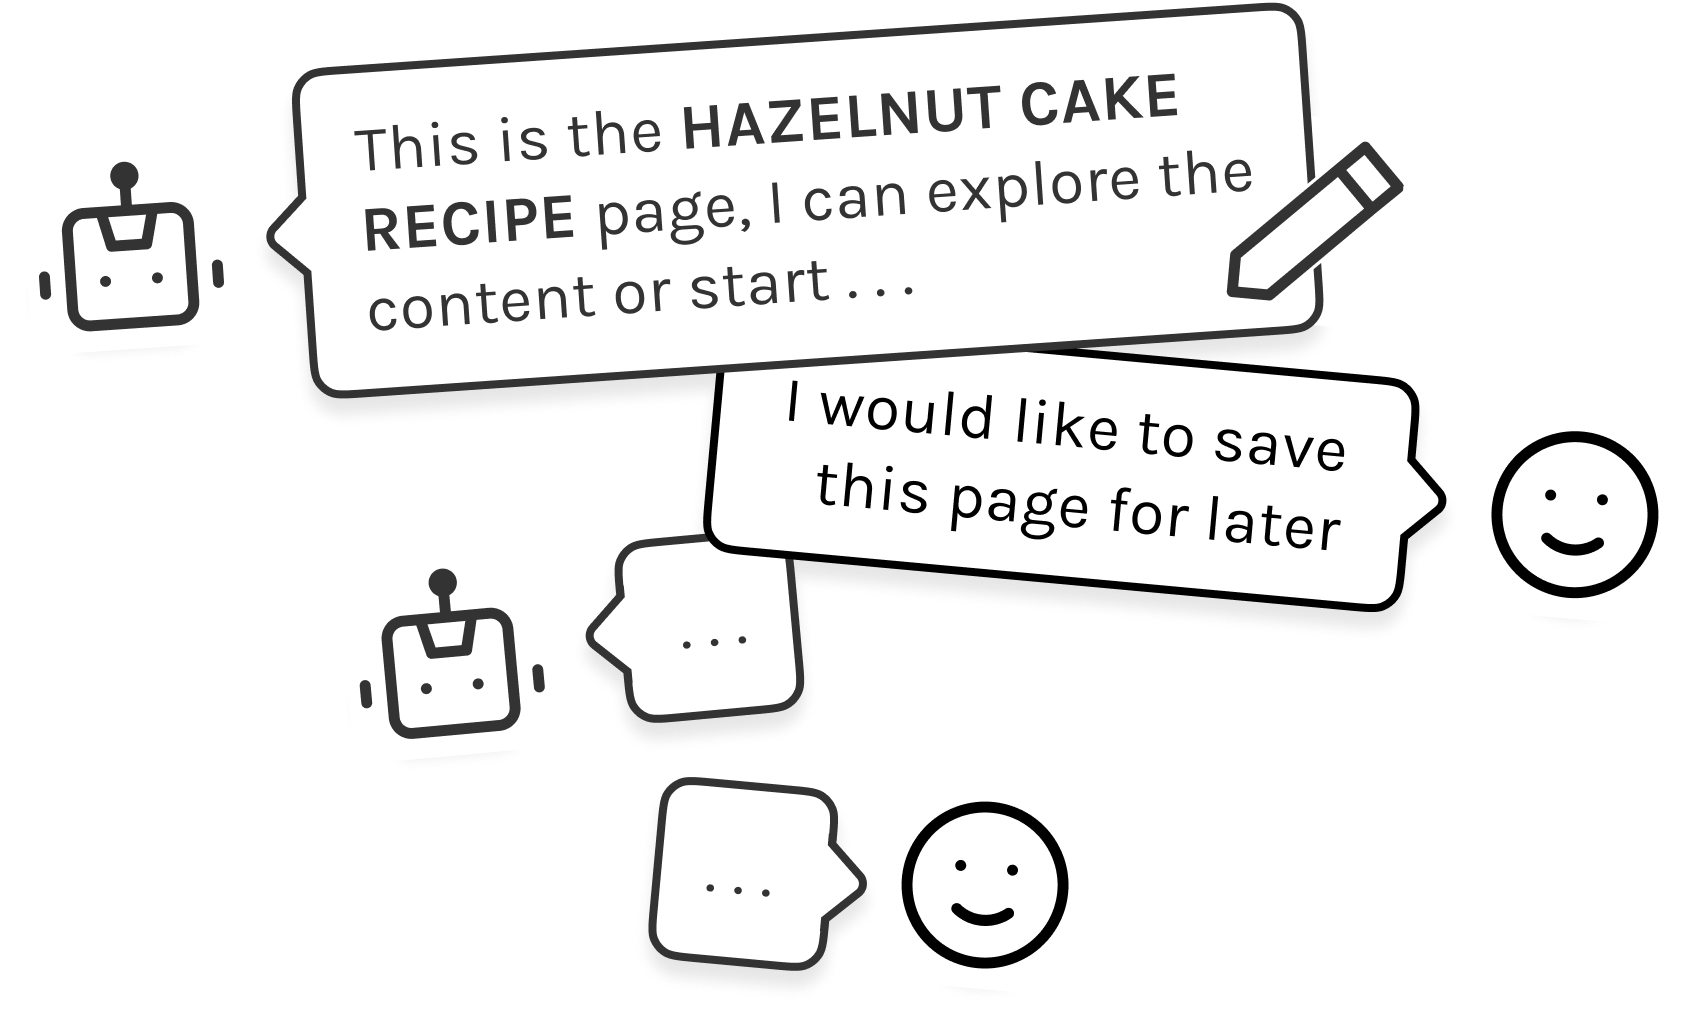 This is the HAZELNUT CAKE
RECIPE page, I can explore the
content or start . . .
I would like to save
this page for later
. . .
. . .